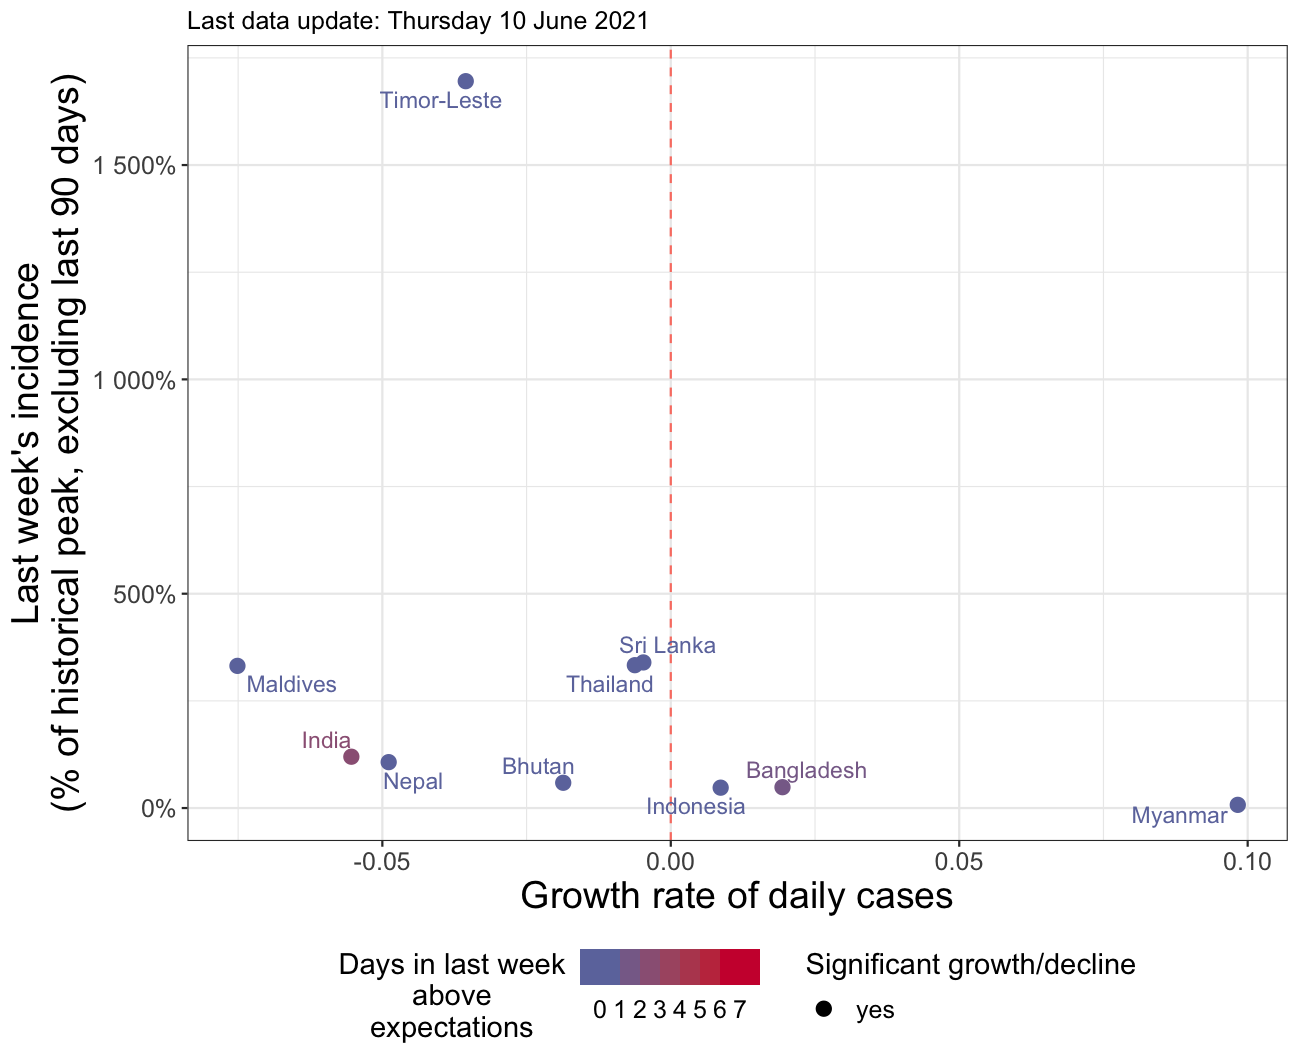 Last data update: Thursday 10 June 2021
Last week's incidence
(% of historical peak, excluding last 90 days)
1 500%
1 000%
500%
0%
Timor-Leste
Sri Lanka
Thailand
Maldives
India
Nepal
Bhutan
Bangladesh
Indonesia
Myanmar
-0.05
0.00
0.05
0.10
Growth rate of daily cases
Days in last week
above
expectations
0 1 2 3 4 5 6 7
Significant growth/decline
yes